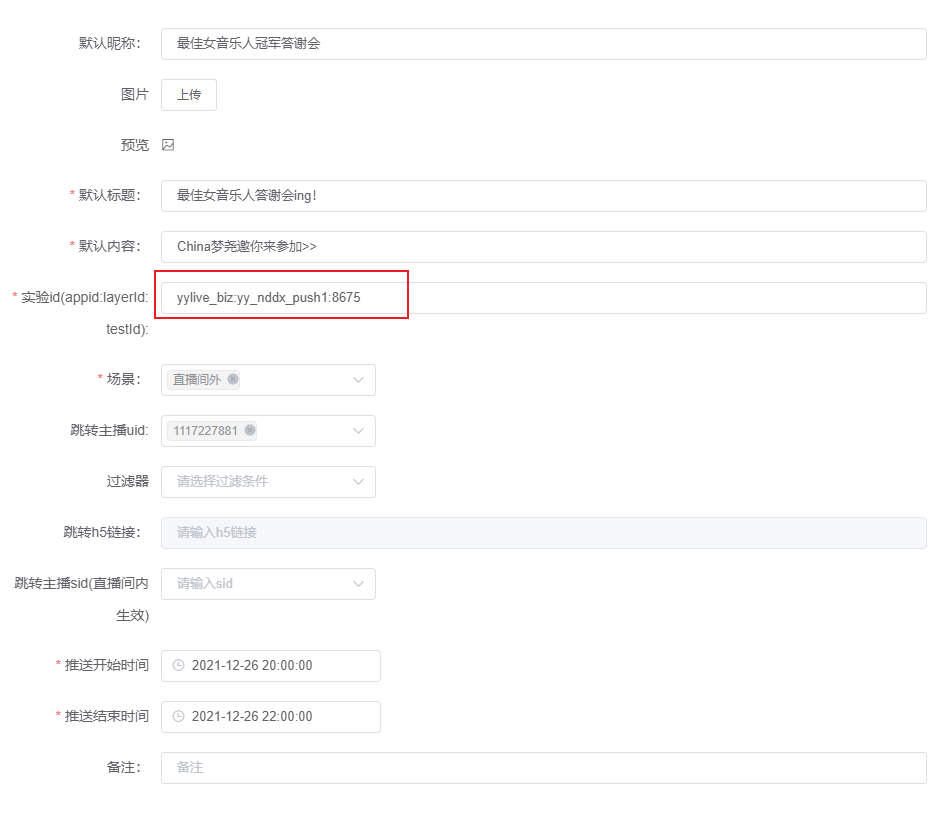 默认昵称： 最佳女音乐人冠军答谢会
图片 上传
预览
* 默认标题： 最佳女音乐人答谢会ing！
* 默认内容： China梦尧邀你来参加>>
* 实验id(appid:layerId: yylive_biz:yy_nddx_push1:8675
testId):
* 场景： 直播间外
跳转主播uid: 1117227881
过滤器 请选择过滤条件
跳转h5链接： 请输入h5链接
跳转主播sid(直播间内 请输入sid
生效)
* 推送开始时间 2021-12-26 20:00:00
* 推送结束时间 2021-12-26 22:00:00
备注： 备注